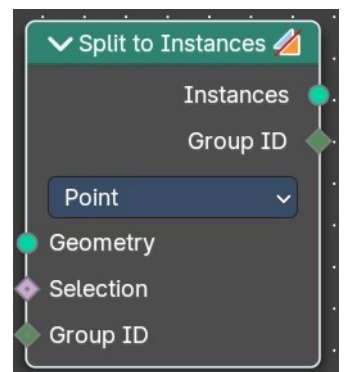 Split to Instances
Instances
Group ID
Point
Geometry
Selection
Group ID